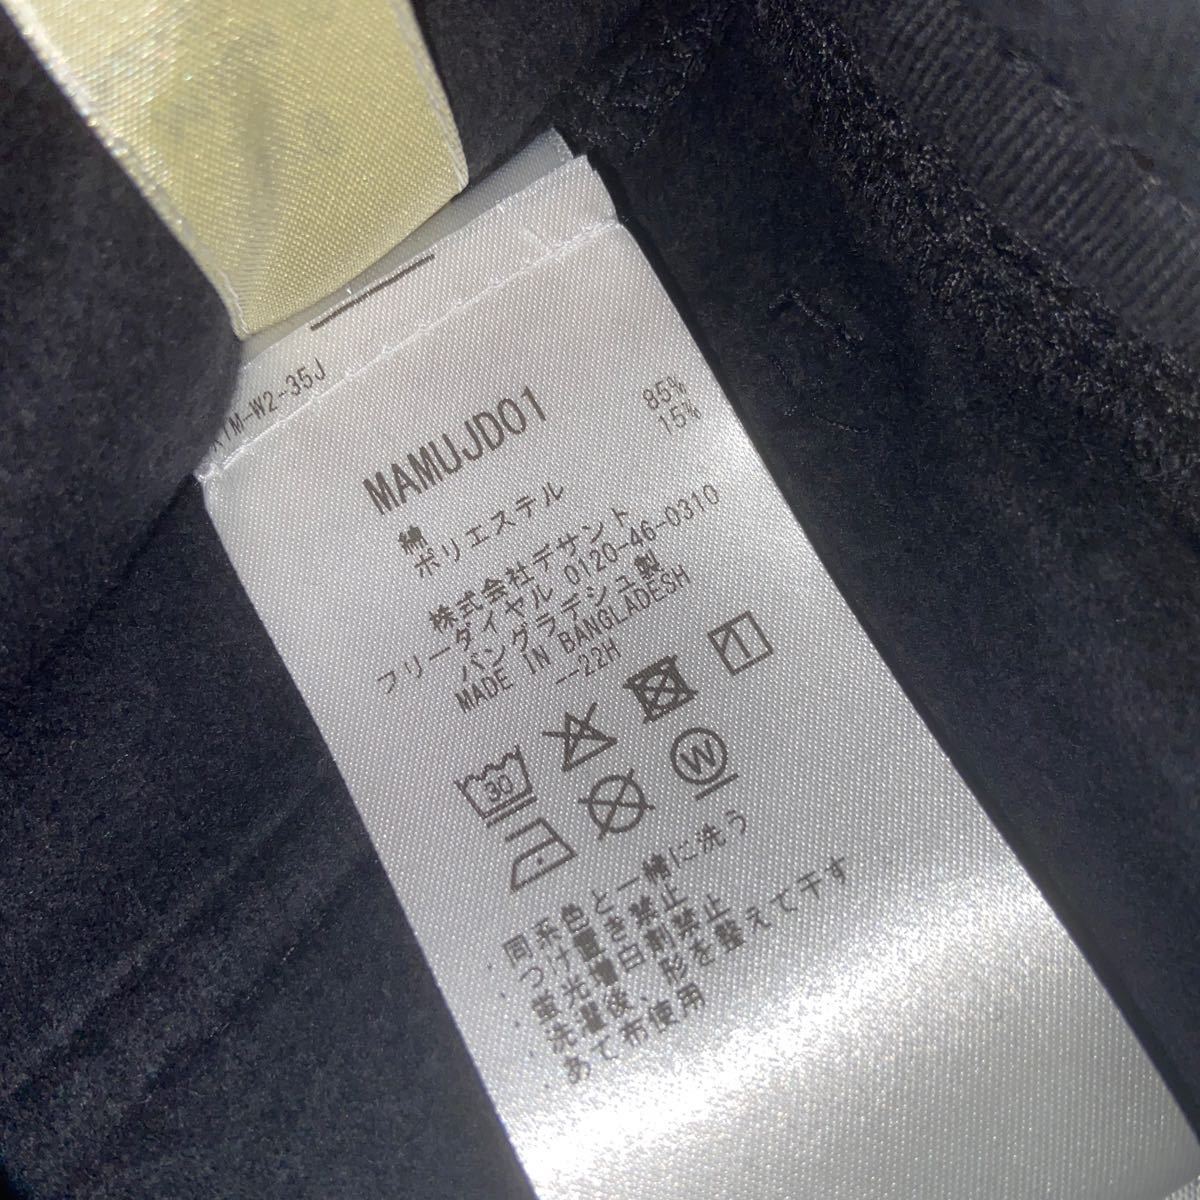 XTM-W2-35J
MAMUJD01
綿 85%
ポリエステル 15%
株式会社デサント
フリーダイヤル 0120-46-0310
バングラデシュ製
MADE IN BANGLADESH
--22H
30
W
・同系色と一緒に洗う
・つけ置き禁止
・蛍光増白剤禁止
・洗濯後、形を整えて干す
・あて布使用